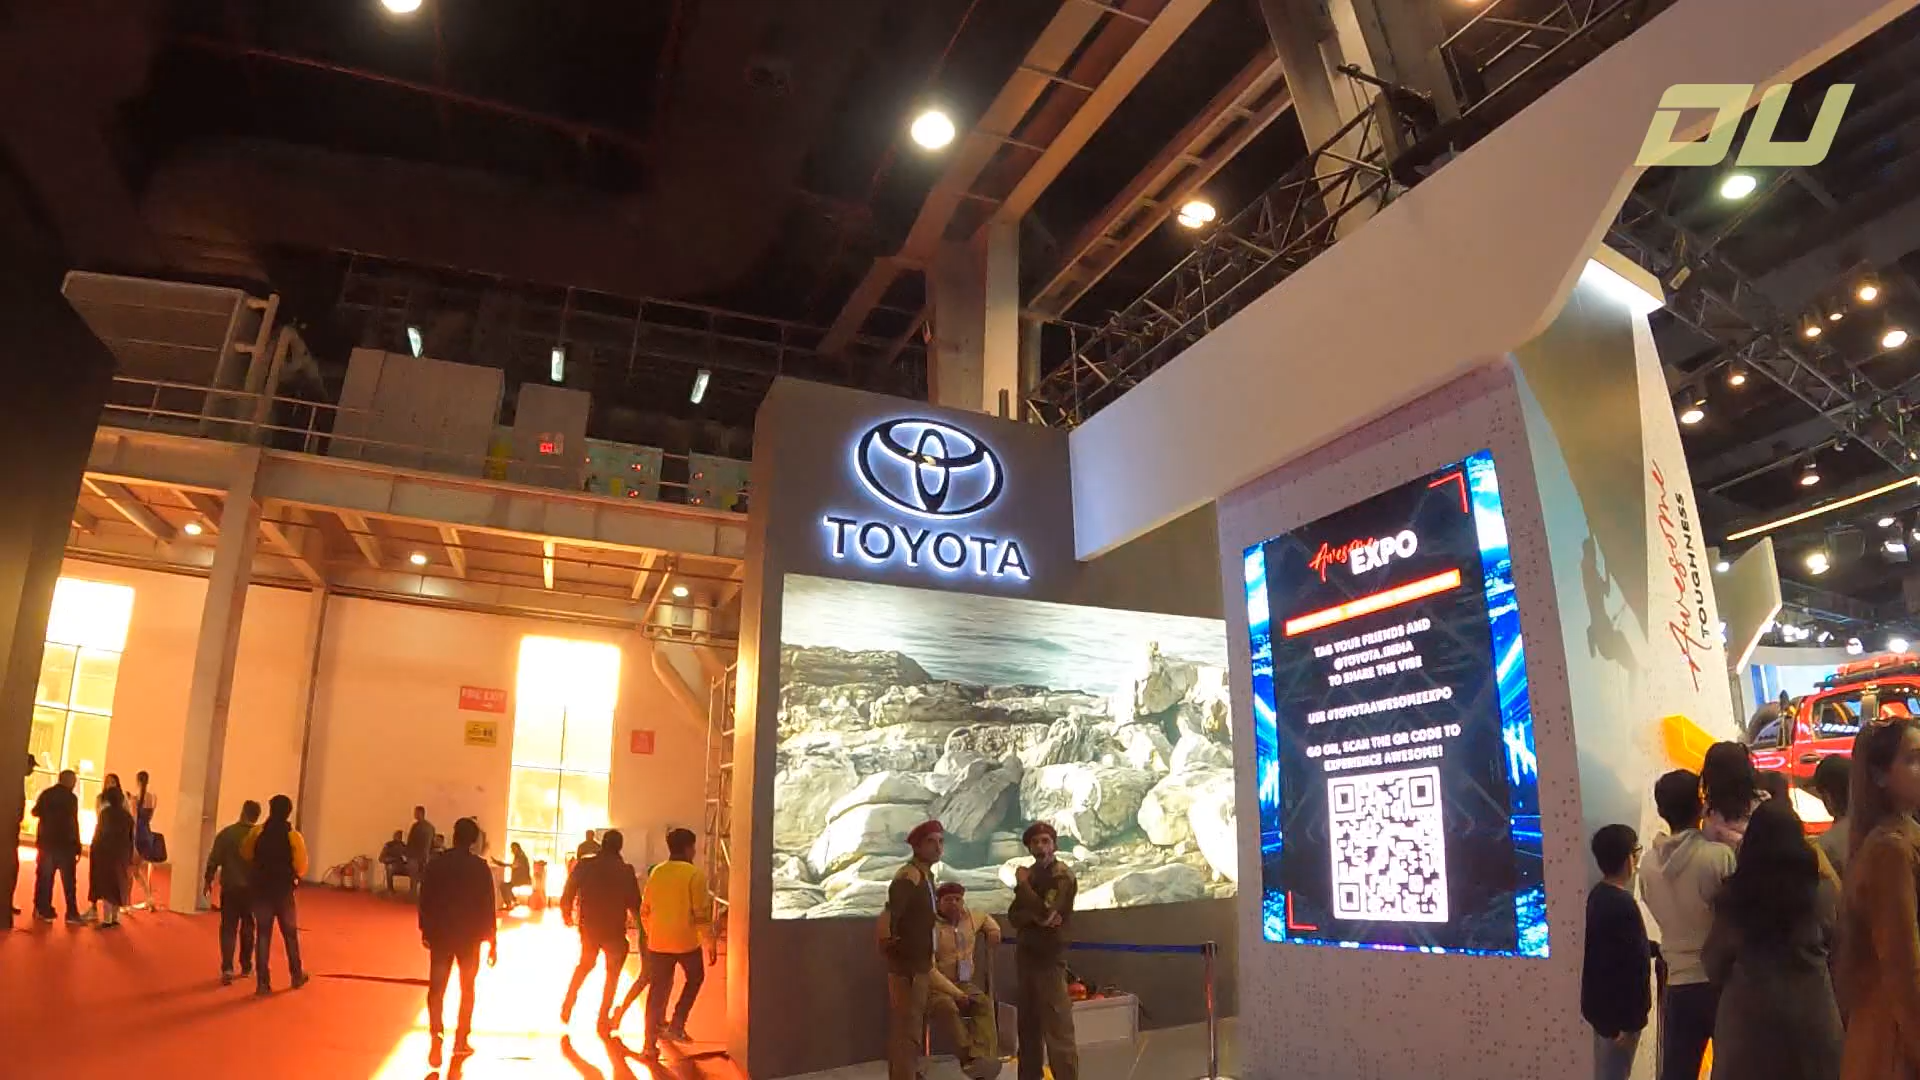 DU
TOYOTA
Awesome
EXPO
TAG YOUR FRIENDS AND
@TOYOTA.INDIA
TO SHARE THE VIBE
USE #TOYOTAAWESOMEEXPO
GO ON, SCAN THE QR CODE TO
EXPERIENCE AWESOME!
Awesome
TOUGHNESS
FIRE EXIT